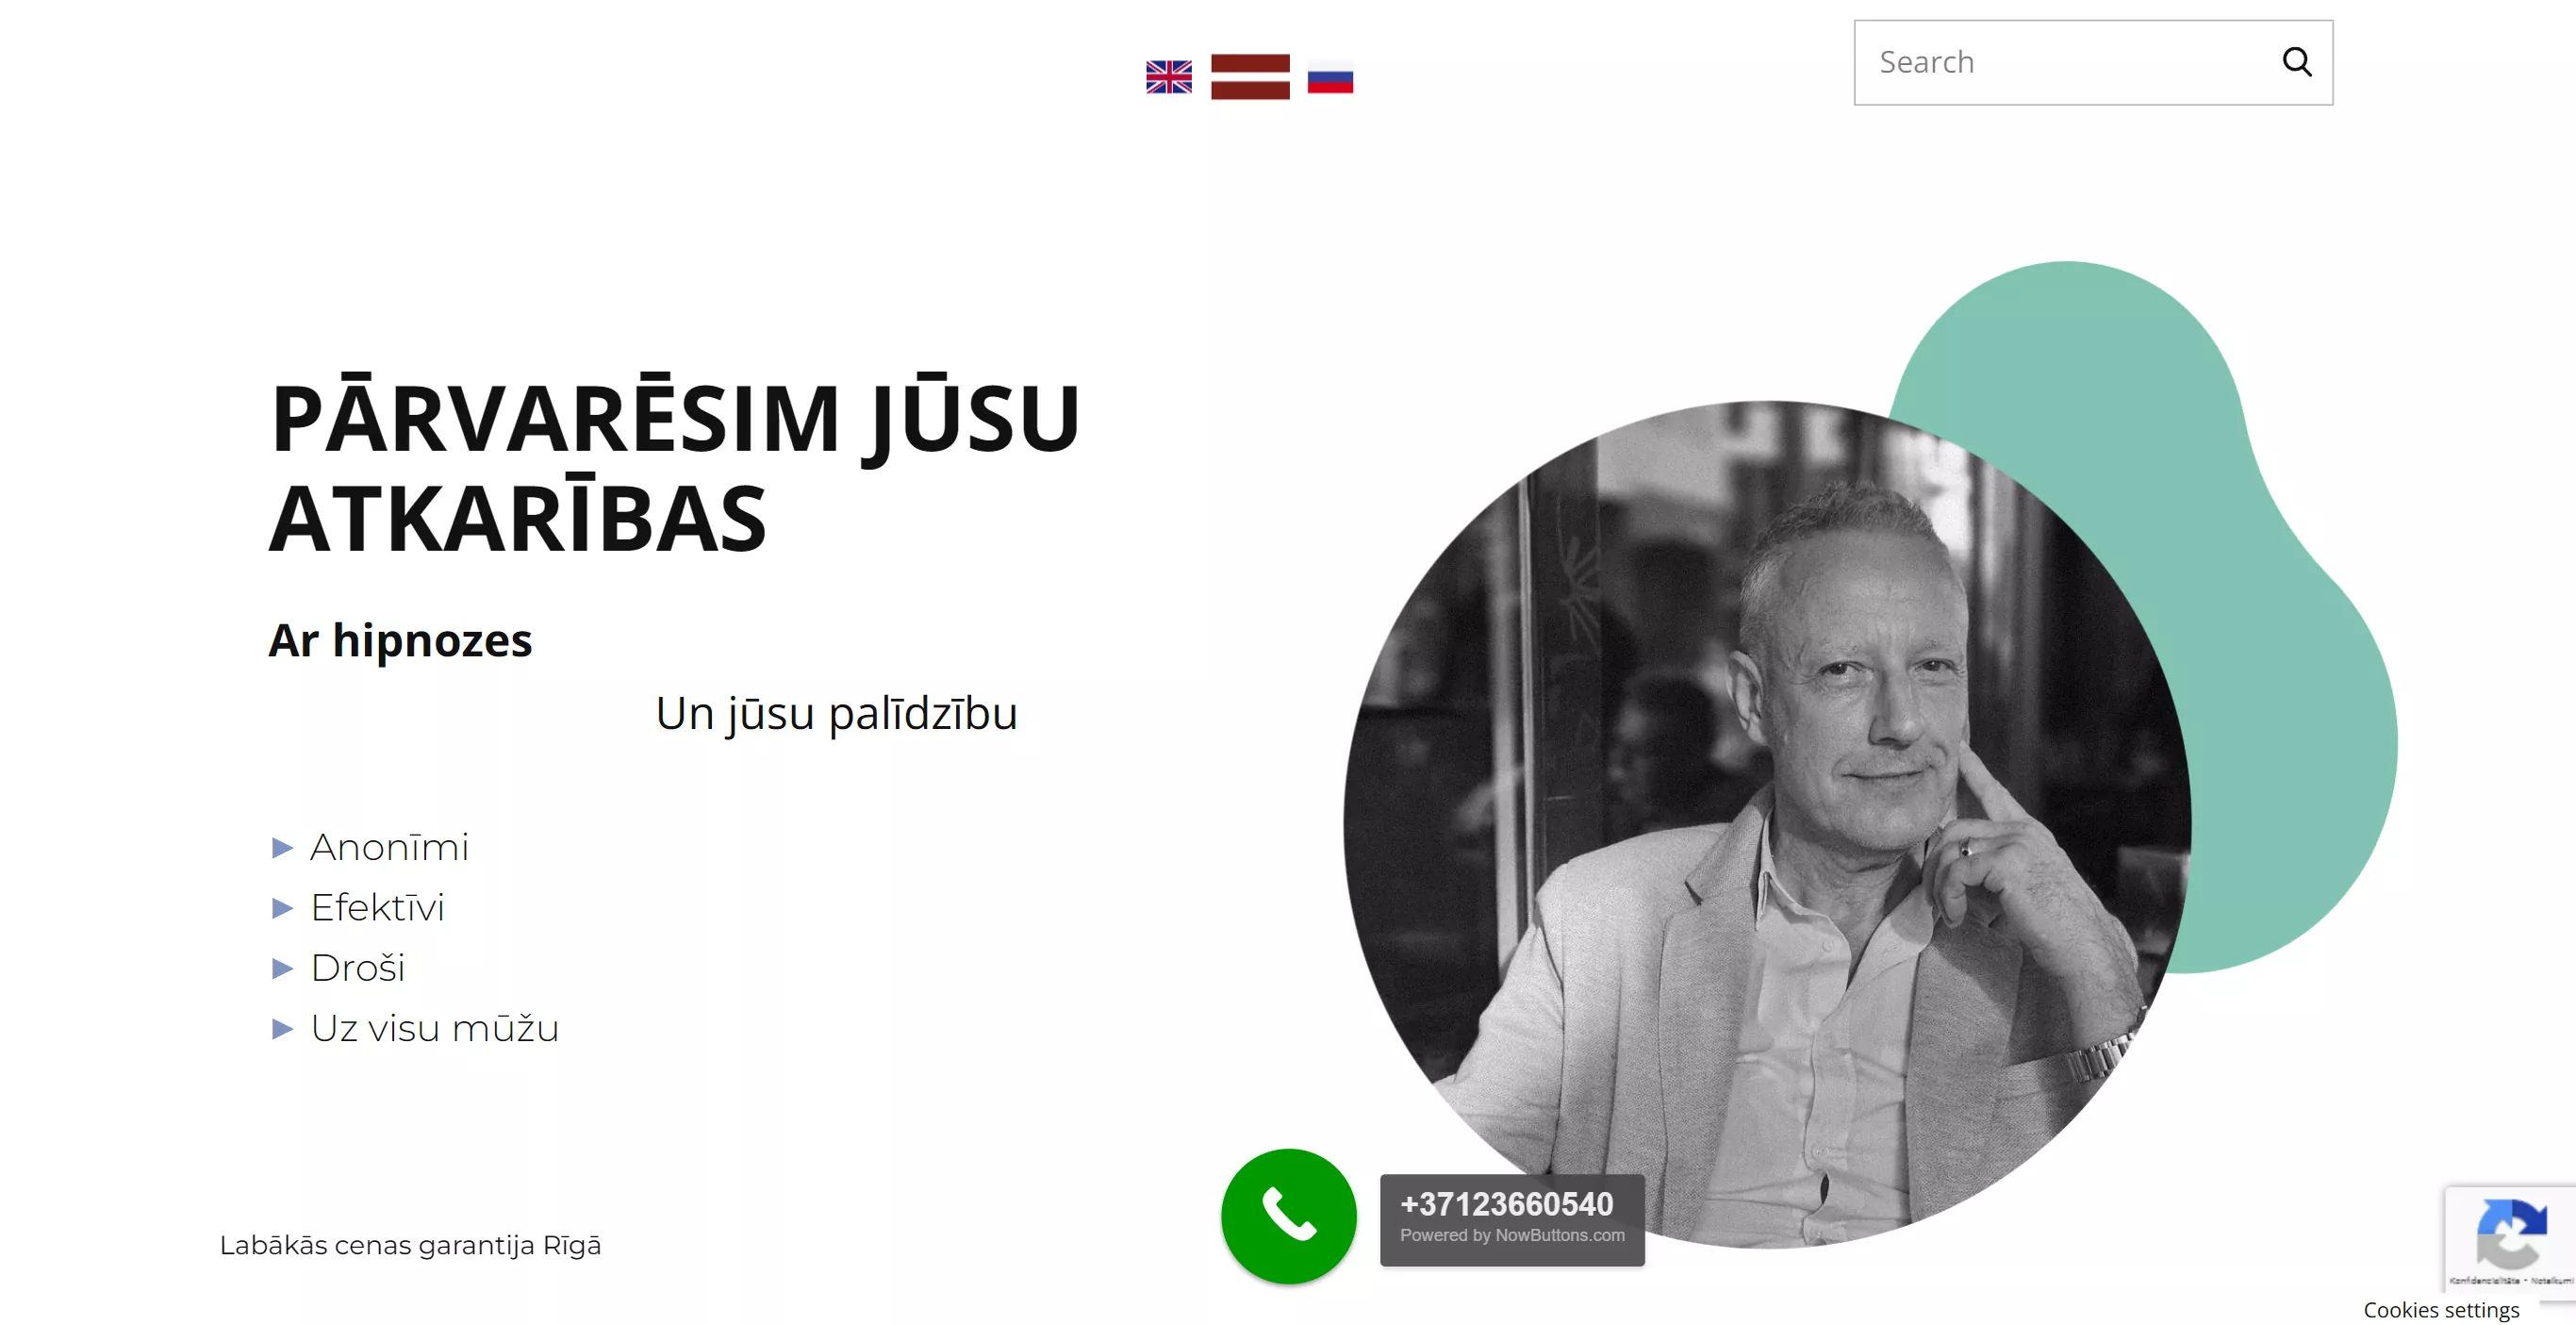 Search
PĀRVARĒSIM JŪSU
ATKARĪBAS
Ar hipnozes
Un jūsu palīdzību
► Anonīmi
► Efektīvi
► Droši
► Uz visu mūžu
+37123660540
Powered by NowButtons.com
Labākās cenas garantija Rīgā
Konfidencialitāte - Noteikumi
Cookies settings